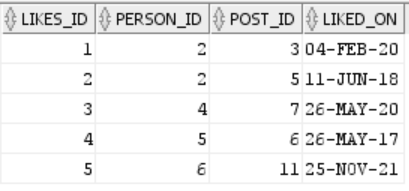 LIKES_ID PERSON_ID POST_ID LIKED_ON
1 2 3 04-FEB-20
2 2 5 11-JUN-18
3 4 7 26-MAY-20
4 5 6 26-MAY-17
5 6 11 25-NOV-21